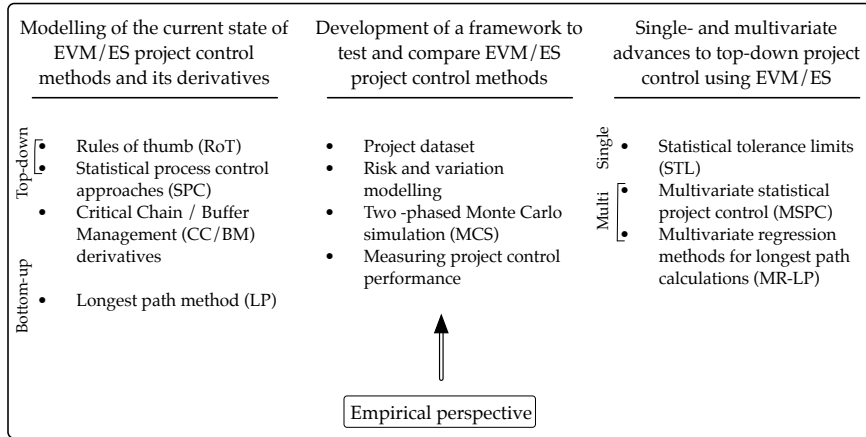 Modelling of the current state of
EVM/ES project control
methods and its derivatives
Top-down
• Rules of thumb (RoT)
• Statistical process control
approaches (SPC)
• Critical Chain / Buffer
Management (CC/BM)
derivatives
Bottom-up
• Longest path method (LP)
Development of a framework to
test and compare EVM/ES
project control methods
• Project dataset
• Risk and variation
modelling
• Two -phased Monte Carlo
simulation (MCS)
• Measuring project control
performance
Empirical perspective
Single- and multivariate
advances to top-down project
control using EVM/ES
Single
• Statistical tolerance limits
(STL)
Multi
• Multivariate statistical
project control (MSPC)
• Multivariate regression
methods for longest path
calculations (MR-LP)